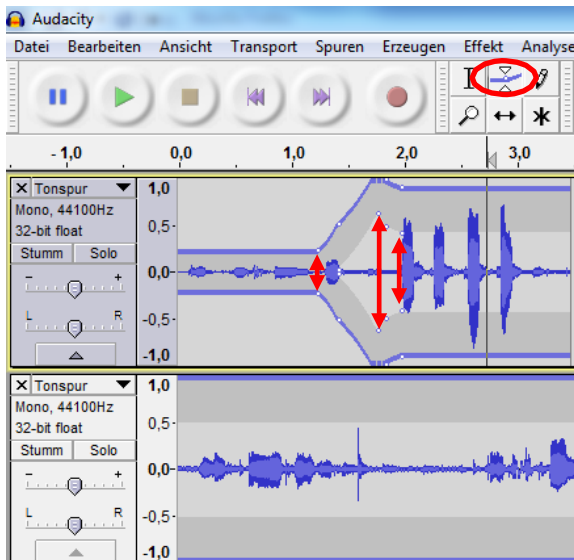 Audacity
Datei Bearbeiten Ansicht Transport Spuren Erzeugen Effekt Analyse
- 1,0 0,0 1,0 2,0 3,0
X Tonspur
Mono, 44100Hz
32-bit float
Stumm Solo
- +
L R
1,0
0,5-
0,0-
-0,5-
-1,0
X Tonspur
Mono, 44100Hz
32-bit float
Stumm Solo
- +
L R
1,0
0,5-
0,0-
-0,5-
-1,0